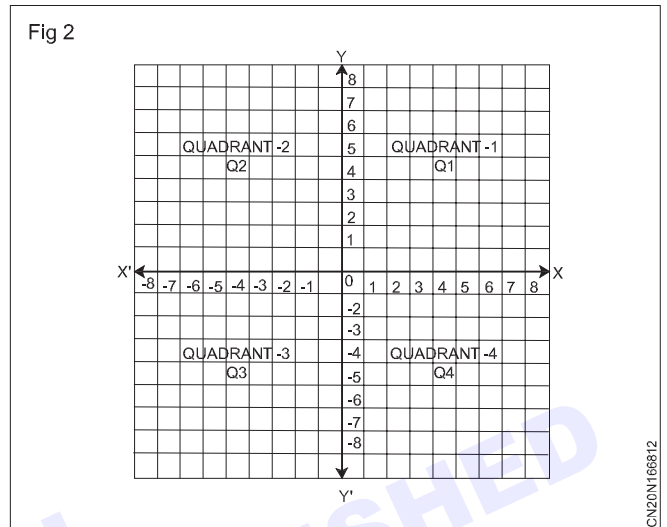 Fig 2
Y
8
7
6
QUADRANT -2 5 QUADRANT -1
Q2 4 Q1
3
2
1
X' 0 X
-8 -7 -6 -5 -4 -3 -2 -1 1 2 3 4 5 6 7 8
-2
-3
QUADRANT -3 -4 QUADRANT -4
Q3 -5 Q4
-6
-7
-8
Y'
CN20N166812
SHED